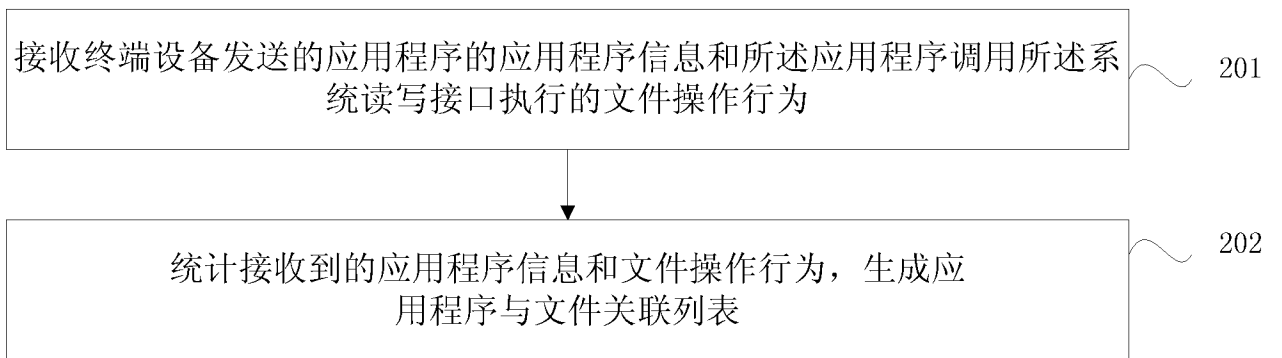 接收终端设备发送的应用程序的应用程序信息和所述应用程序调用所述系
统读写接口执行的文件操作行为
201
统计接收到的应用程序信息和文件操作行为，生成应
用程序与文件关联列表
202